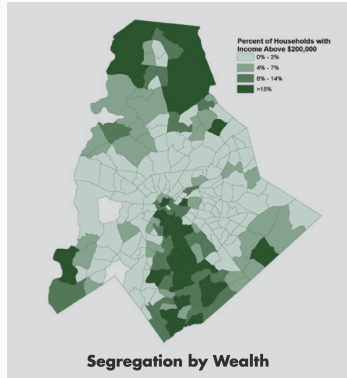 Percent of Households with
Income Above $200,000
0% - 3%
4% - 7%
8% - 14%
>15%
Segregation by Wealth